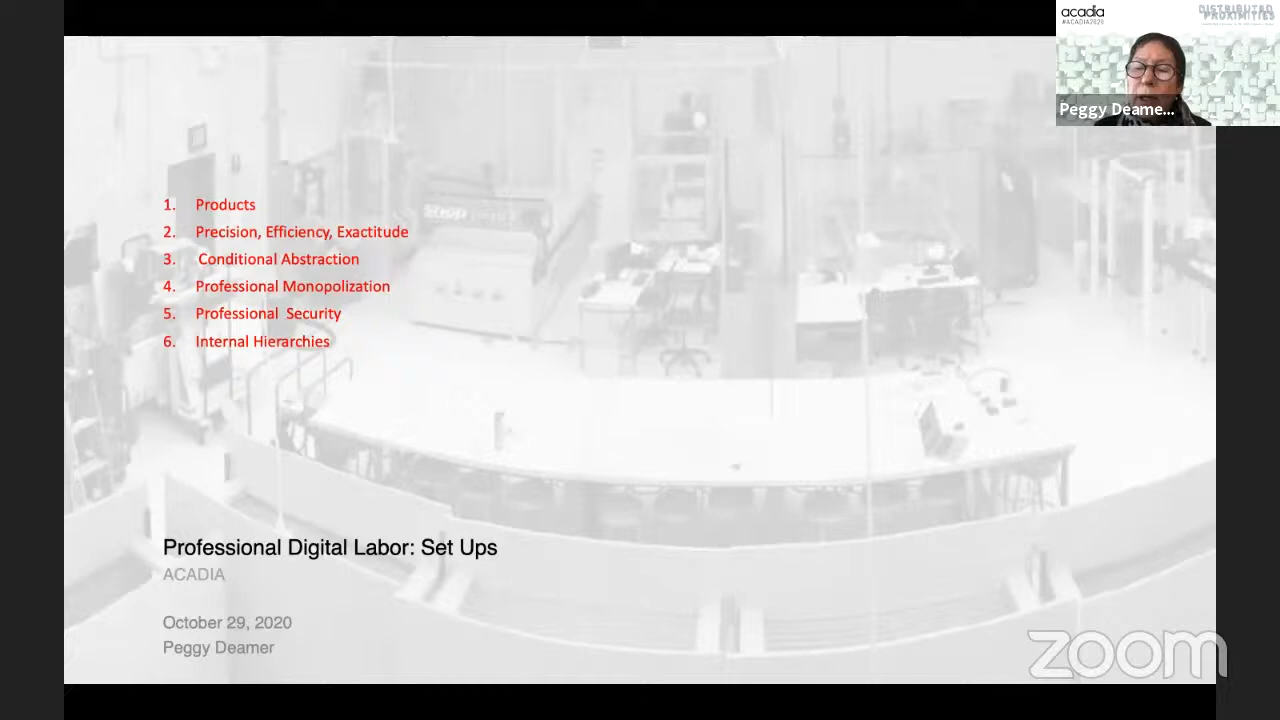 acadia
#ACADIA2020
DISTRIBUTED
PROXIMITIES
Peggy Deame...
1. Products
2. Precision, Efficiency, Exactitude
3. Conditional Abstraction
4. Professional Monopolization
5. Professional Security
6. Internal Hierarchies
Professional Digital Labor: Set Ups
ACADIA
October 29, 2020
Peggy Deamer
zoom